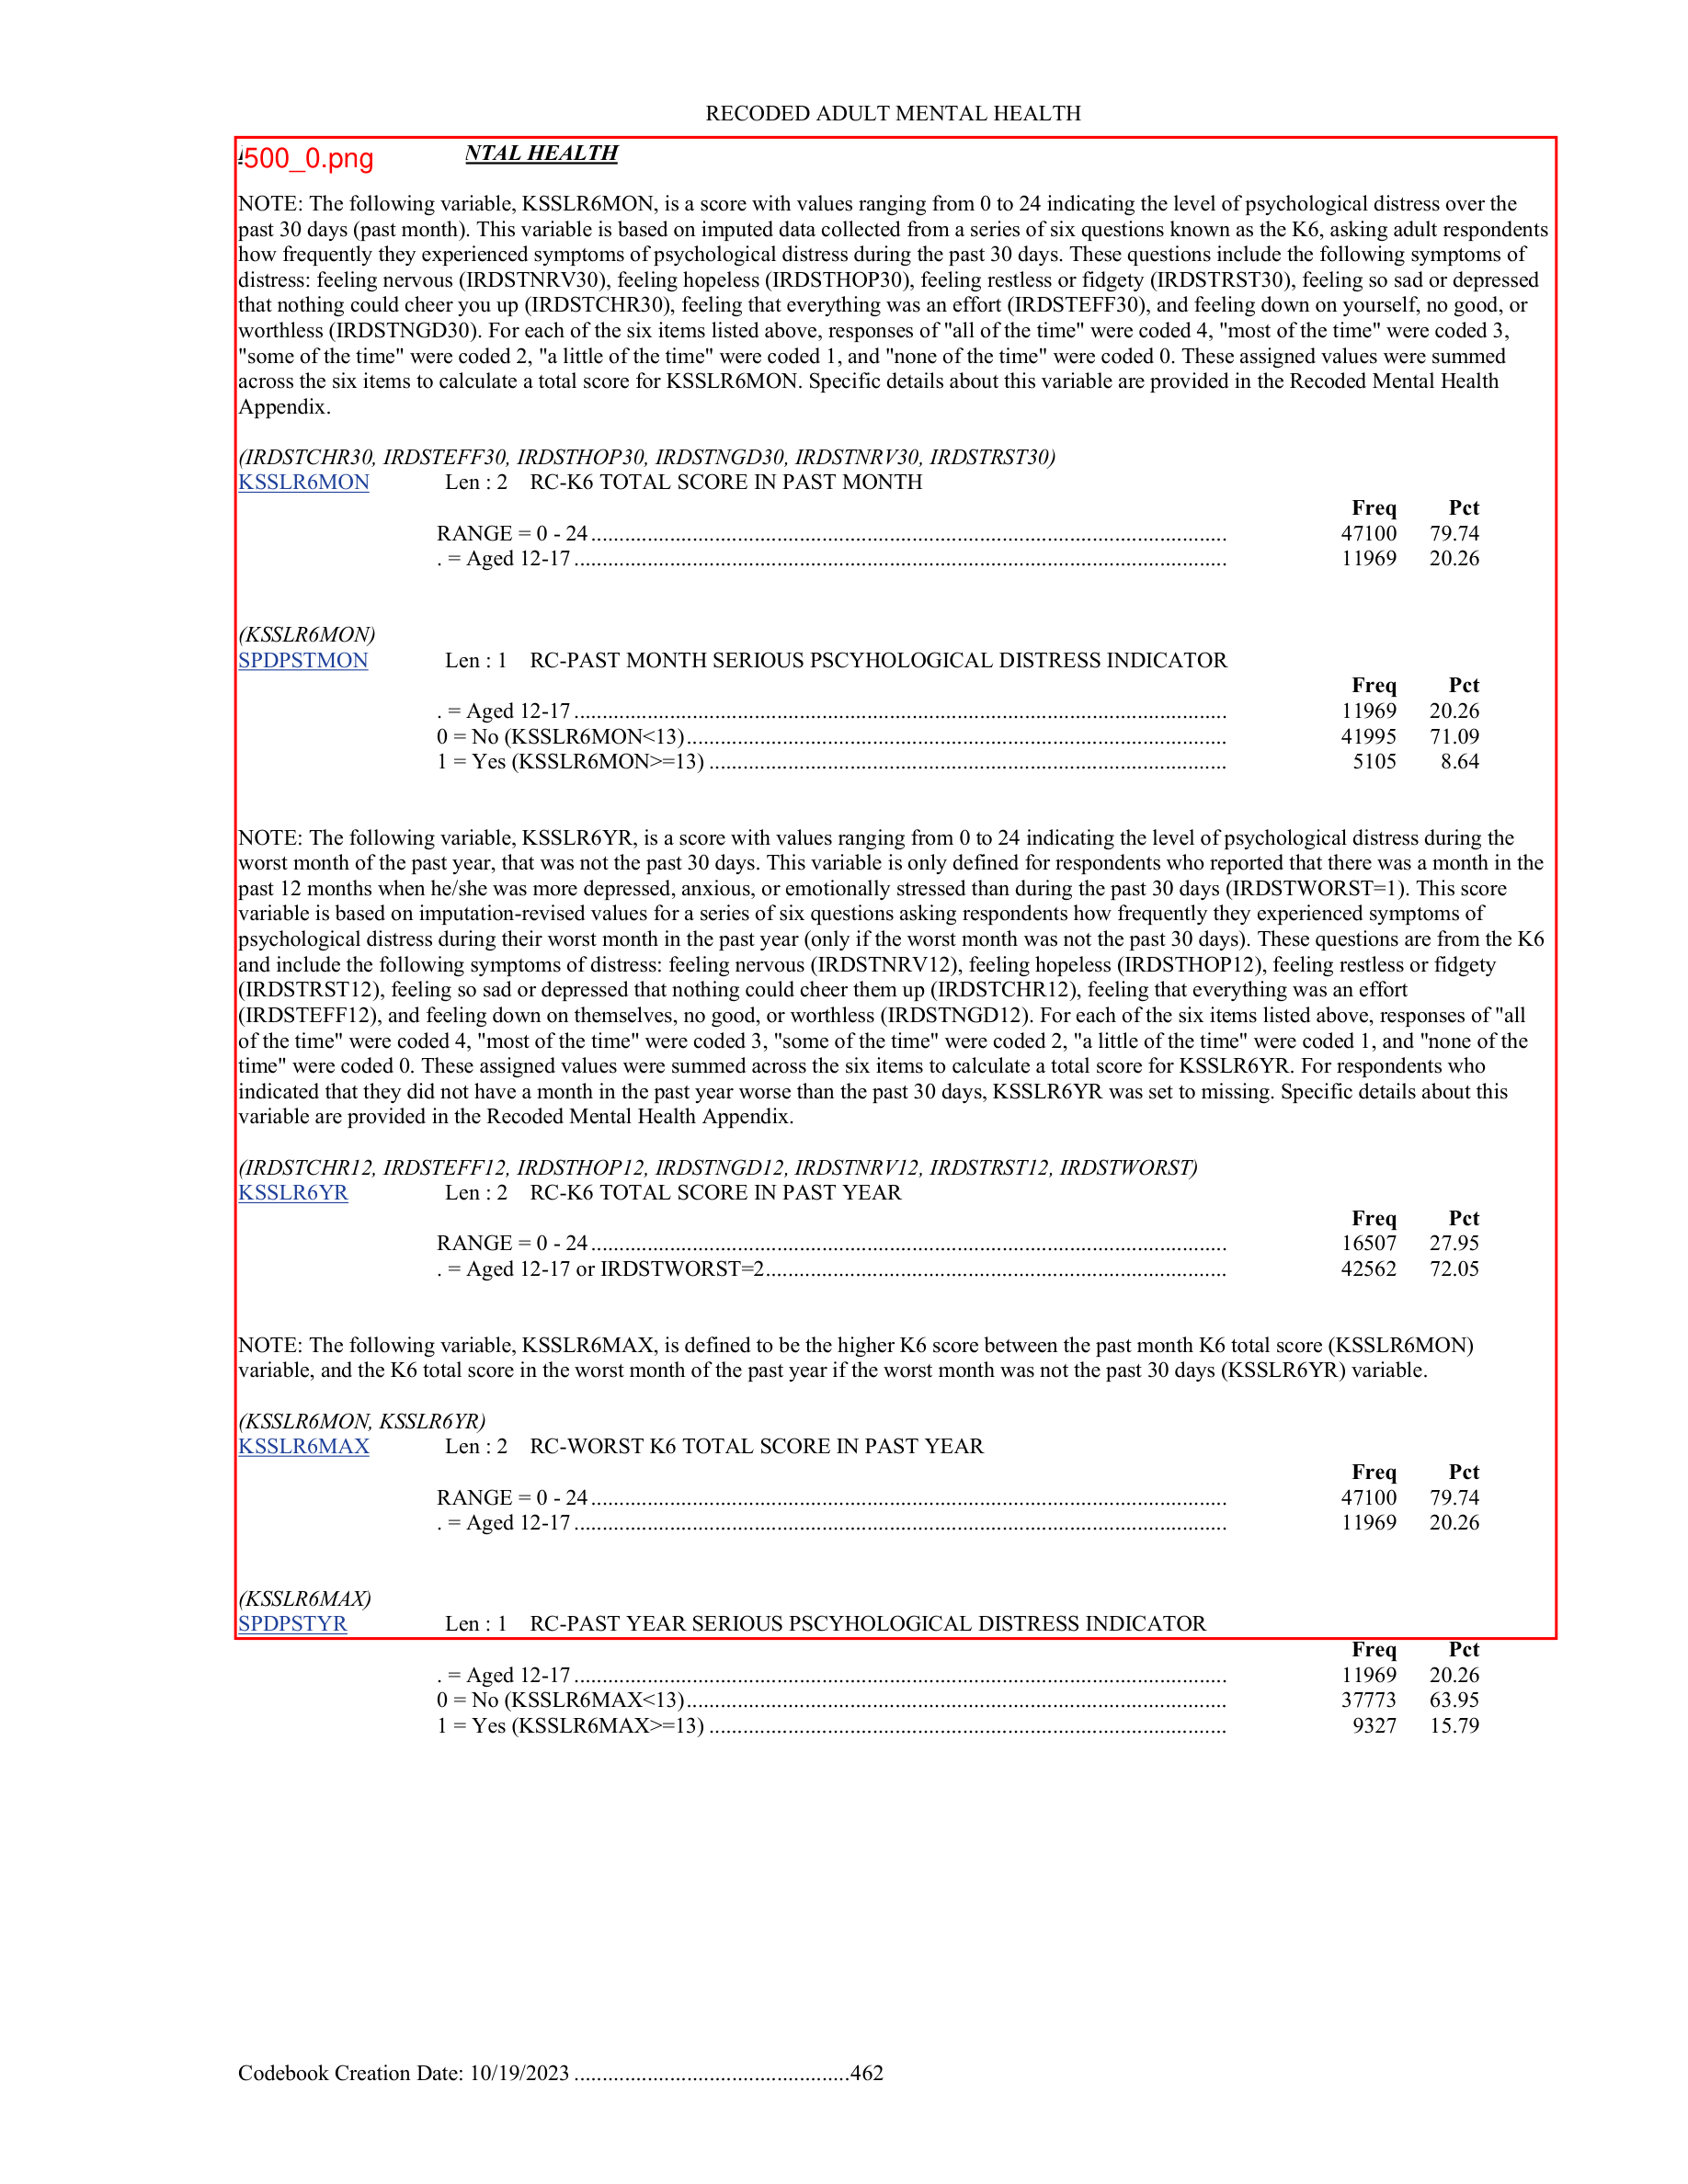 RECODED ADULT MENTAL HEALTH
500_0.png NTAL HEALTH
NOTE: The following variable, KSSLR6MON, is a score with values ranging from 0 to 24 indicating the level of psychological distress over the
past 30 days (past month). This variable is based on imputed data collected from a series of six questions known as the K6, asking adult respondents
how frequently they experienced symptoms of psychological distress during the past 30 days. These questions include the following symptoms of
distress: feeling nervous (IRDSTNRV30), feeling hopeless (IRDSTHOP30), feeling restless or fidgety (IRDSTRST30), feeling so sad or depressed
that nothing could cheer you up (IRDSTCHR30), feeling that everything was an effort (IRDSTEFF30), and feeling down on yourself, no good, or
worthless (IRDSTNGD30). For each of the six items listed above, responses of "all of the time" were coded 4, "most of the time" were coded 3,
"some of the time" were coded 2, "a little of the time" were coded 1, and "none of the time" were coded 0. These assigned values were summed
across the six items to calculate a total score for KSSLR6MON. Specific details about this variable are provided in the Recoded Mental Health
Appendix.
(IRDSTCHR30, IRDSTEFF30, IRDSTHOP30, IRDSTNGD30, IRDSTNRV30, IRDSTRST30)
KSSLR6MON Len : 2 RC-K6 TOTAL SCORE IN PAST MONTH
Freq Pct
RANGE = 0 - 24 ................................................................................................................. 47100 79.74
. = Aged 12-17 .................................................................................................................... 11969 20.26
(KSSLR6MON)
SPDPSTMON Len : 1 RC-PAST MONTH SERIOUS PSCYHOLOGICAL DISTRESS INDICATOR
Freq Pct
. = Aged 12-17 .................................................................................................................... 11969 20.26
0 = No (KSSLR6MON<13) ................................................................................................ 41995 71.09
1 = Yes (KSSLR6MON>=13) ............................................................................................ 5105 8.64
NOTE: The following variable, KSSLR6YR, is a score with values ranging from 0 to 24 indicating the level of psychological distress during the
worst month of the past year, that was not the past 30 days. This variable is only defined for respondents who reported that there was a month in the
past 12 months when he/she was more depressed, anxious, or emotionally stressed than during the past 30 days (IRDSTWORST=1). This score
variable is based on imputation-revised values for a series of six questions asking respondents how frequently they experienced symptoms of
psychological distress during their worst month in the past year (only if the worst month was not the past 30 days). These questions are from the K6
and include the following symptoms of distress: feeling nervous (IRDSTNRV12), feeling hopeless (IRDSTHOP12), feeling restless or fidgety
(IRDSTRST12), feeling so sad or depressed that nothing could cheer them up (IRDSTCHR12), feeling that everything was an effort
(IRDSTEFF12), and feeling down on themselves, no good, or worthless (IRDSTNGD12). For each of the six items listed above, responses of "all
of the time" were coded 4, "most of the time" were coded 3, "some of the time" were coded 2, "a little of the time" were coded 1, and "none of the
time" were coded 0. These assigned values were summed across the six items to calculate a total score for KSSLR6YR. For respondents who
indicated that they did not have a month in the past year worse than the past 30 days, KSSLR6YR was set to missing. Specific details about this
variable are provided in the Recoded Mental Health Appendix.
(IRDSTCHR12, IRDSTEFF12, IRDSTHOP12, IRDSTNGD12, IRDSTNRV12, IRDSTRST12, IRDSTWORST)
KSSLR6YR Len : 2 RC-K6 TOTAL SCORE IN PAST YEAR
Freq Pct
RANGE = 0 - 24 ................................................................................................................. 16507 27.95
. = Aged 12-17 or IRDSTWORST=2 .................................................................................. 42562 72.05
NOTE: The following variable, KSSLR6MAX, is defined to be the higher K6 score between the past month K6 total score (KSSLR6MON)
variable, and the K6 total score in the worst month of the past year if the worst month was not the past 30 days (KSSLR6YR) variable.
(KSSLR6MON, KSSLR6YR)
KSSLR6MAX Len : 2 RC-WORST K6 TOTAL SCORE IN PAST YEAR
Freq Pct
RANGE = 0 - 24 ................................................................................................................. 47100 79.74
. = Aged 12-17 .................................................................................................................... 11969 20.26
(KSSLR6MAX)
SPDPSTYR Len : 1 RC-PAST YEAR SERIOUS PSCYHOLOGICAL DISTRESS INDICATOR
Freq Pct
. = Aged 12-17 .................................................................................................................... 11969 20.26
0 = No (KSSLR6MAX<13) ................................................................................................ 37773 63.95
1 = Yes (KSSLR6MAX>=13) ............................................................................................ 9327 15.79
Codebook Creation Date: 10/19/2023 .................................................462